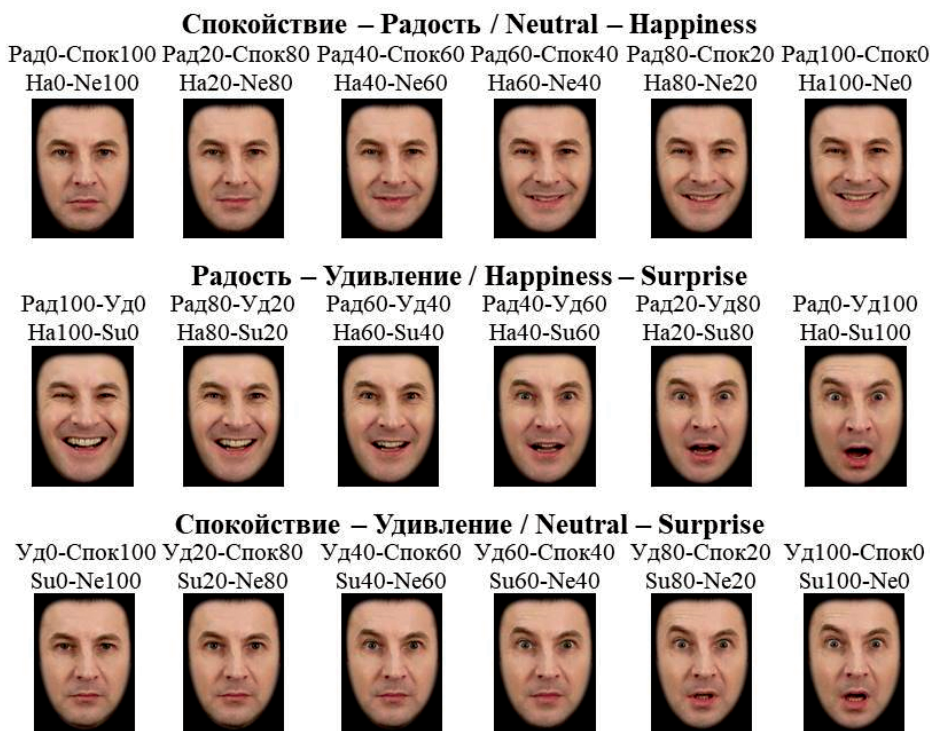 Спокойствие – Радость / Neutral – Happiness
Рад0-Спок100 Рад20-Спок80 Рад40-Спок60 Рад60-Спок40 Рад80-Спок20 Рад100-Спок0
Ha0-Ne100 Ha20-Ne80 Ha40-Ne60 Ha60-Ne40 Ha80-Ne20 Ha100-Ne0
Радость – Удивление / Happiness – Surprise
Рад100-Уд0 Рад80-Уд20 Рад60-Уд40 Рад40-Уд60 Рад20-Уд80 Рад0-Уд100
Ha100-Su0 Ha80-Su20 Ha60-Su40 Ha40-Su60 Ha20-Su80 Ha0-Su100
Спокойствие – Удивление / Neutral – Surprise
Уд0-Спок100 Уд20-Спок80 Уд40-Спок60 Уд60-Спок40 Уд80-Спок20 Уд100-Спок0
Su0-Ne100 Su20-Ne80 Su40-Ne60 Su60-Ne40 Su80-Ne20 Su100-Ne0